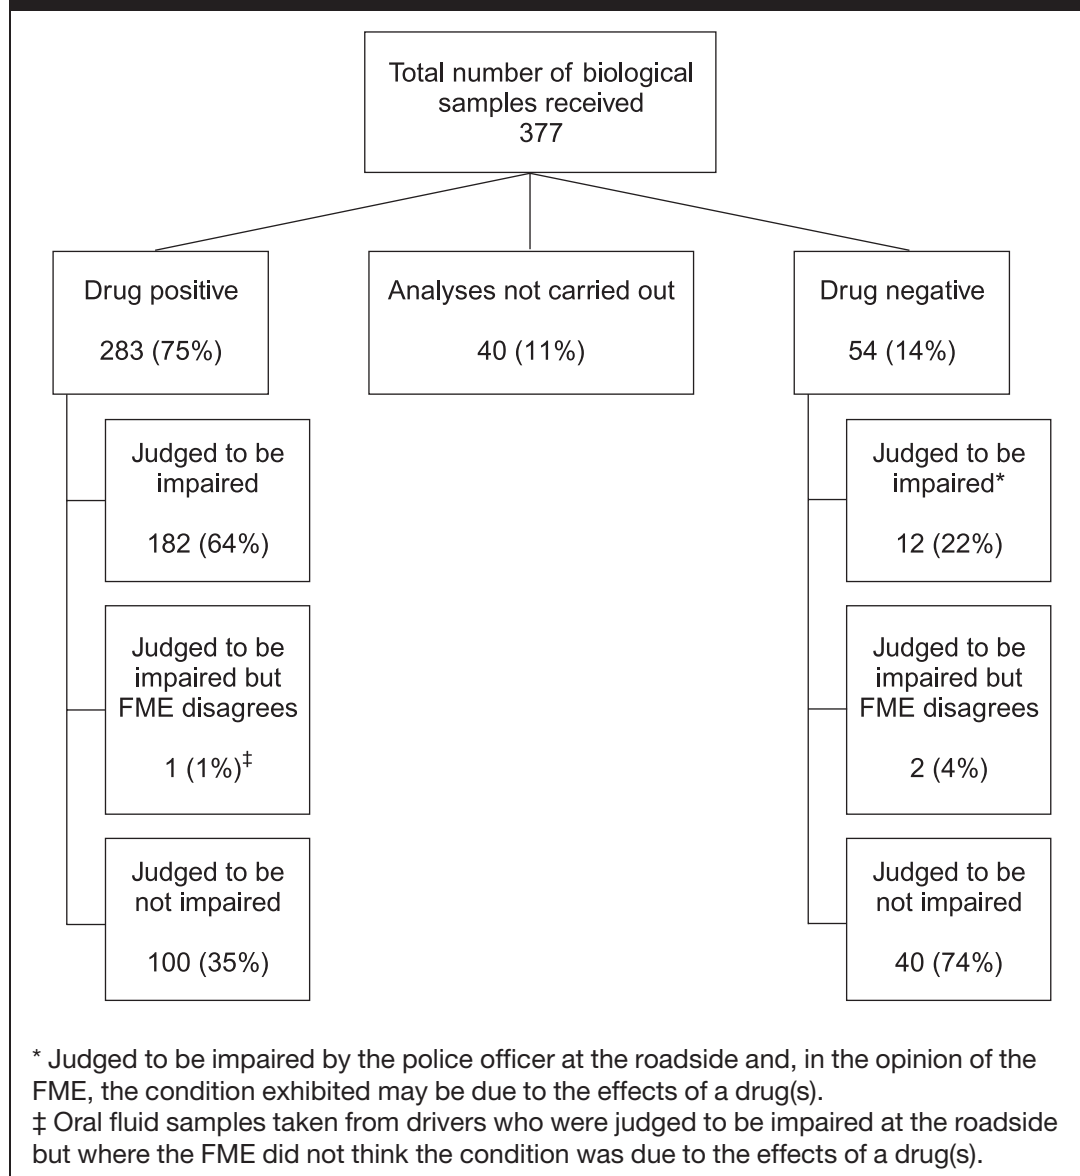 Total number of biological
samples received
377
Drug positive
283 (75%)
Analyses not carried out
40 (11%)
Drug negative
54 (14%)
Judged to be
impaired
182 (64%)
Judged to be
impaired but
FME disagrees
1 (1%)‡
Judged to be
not impaired
100 (35%)
Judged to be
impaired*
12 (22%)
Judged to be
impaired but
FME disagrees
2 (4%)
Judged to be
not impaired
40 (74%)
* Judged to be impaired by the police officer at the roadside and, in the opinion of the
FME, the condition exhibited may be due to the effects of a drug(s).
‡ Oral fluid samples taken from drivers who were judged to be impaired at the roadside
but where the FME did not think the condition was due to the effects of a drug(s).